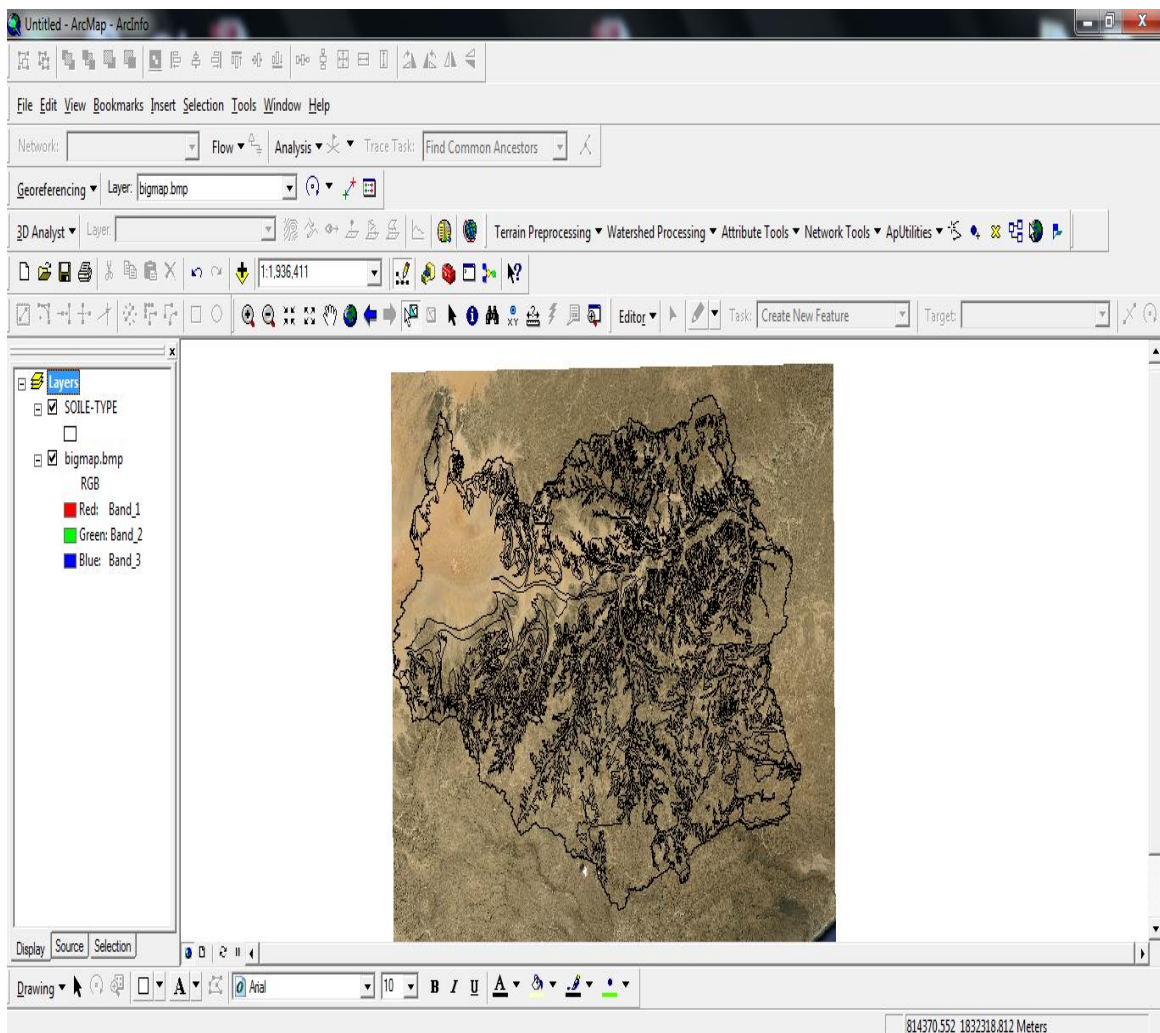 Untitled - ArcMap - ArcInfo
File Edit View Bookmarks Insert Selection Tools Window Help
Network: Flow Analysis Trace Task: Find Common Ancestors
Georeferencing Layer: bigmap.bmp
3D Analyst Layer: Terrain Preprocessing Watershed Processing Attribute Tools Network Tools ApUtilities
1:1,936,411
Editor Task: Create New Feature Target:
Layers
SOILE-TYPE
bigmap.bmp
RGB
Red: Band_1
Green: Band_2
Blue: Band_3
Display Source Selection
Drawing A Arial 10 B I U A
814370.552 1832318.812 Meters